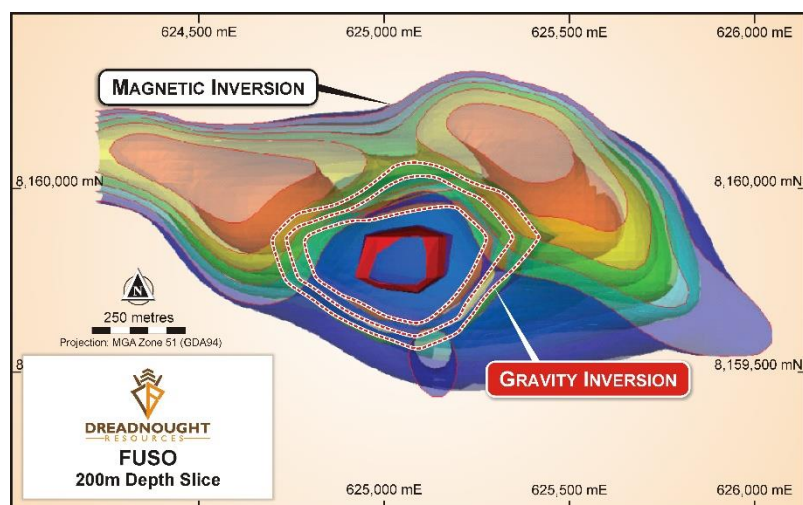 624,500 mE 625,000 mE 625,500 mE 626,000 mE
MAGNETIC INVERSION
8,160,000 mN 8,160,000 mN
N
250 metres
Projection: MGA Zone 51 (GDA94)
GRAVITY INVERSION
8,159,500 mN
DREADNOUGHT
RESOURCES
FUSO
200m Depth Slice
625,000 mE 625,500 mE 626,000 mE